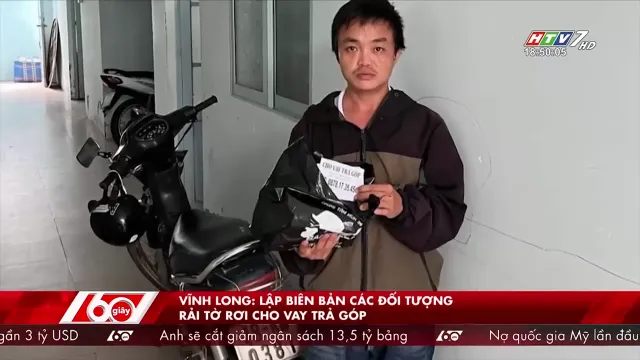 HTV7 HD
18:50:05
CHO VAY TRẢ GÓP
60 giây
VĨNH LONG: LẬP BIÊN BẢN CÁC ĐỐI TƯỢNG
RẢI TỜ RƠI CHO VAY TRẢ GÓP
gần 3 tỷ USD
Anh sẽ cắt giảm ngân sách 13,5 tỷ bảng
Nợ quốc gia Mỹ lần đầu